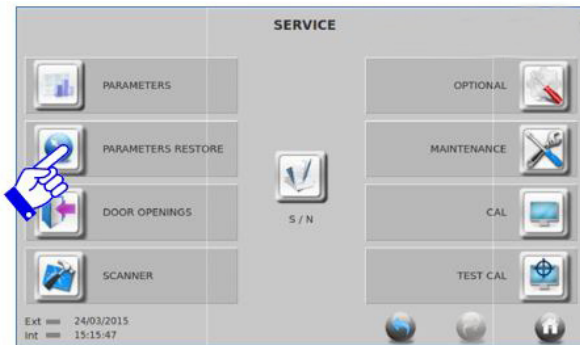 SERVICE
PARAMETERS
OPTIONAL
PARAMETERS RESTORE
MAINTENANCE
DOOR OPENINGS
S / N
CAL
SCANNER
TEST CAL
Ext 24/03/2015
Int 15:15:47